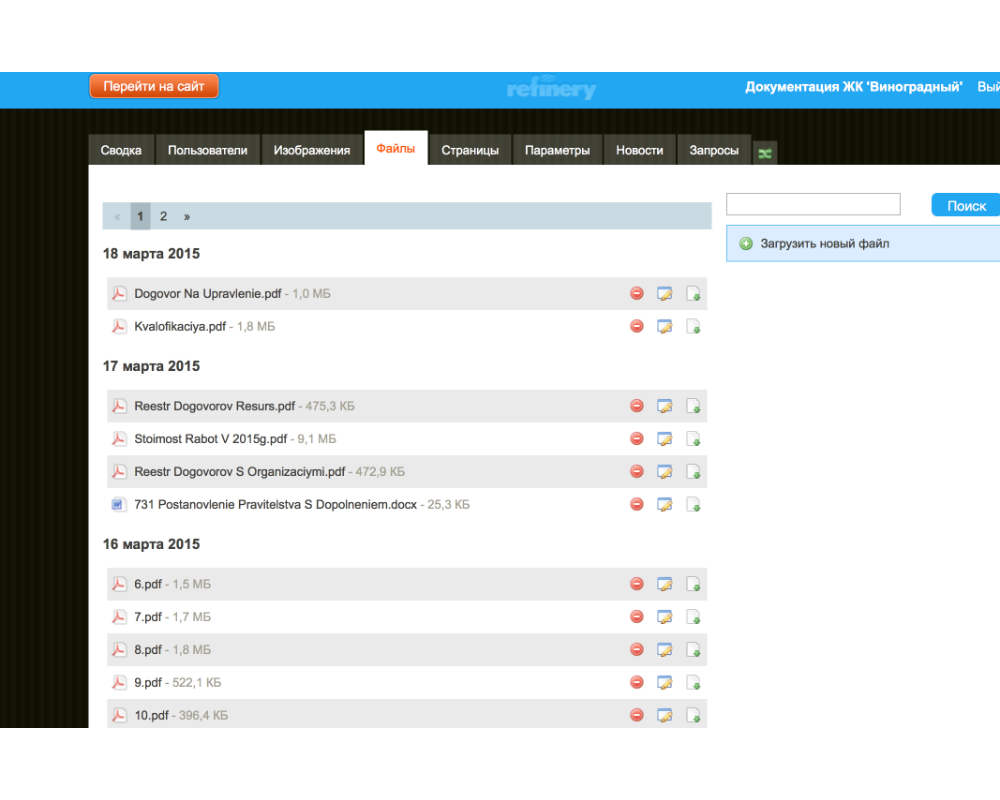 Перейти на сайт
refinery
Документация ЖК 'Виноградный'
Сводка Пользователи Изображения Файлы Страницы Параметры Новости Запросы
« 1 2 »
Поиск
Загрузить новый файл
18 марта 2015
Dogovor Na Upravlenie.pdf - 1,0 МБ
Kvalofikaciya.pdf - 1,8 МБ
17 марта 2015
Reestr Dogovorov Resurs.pdf - 475,3 КБ
Stoimost Rabot V 2015g.pdf - 9,1 МБ
Reestr Dogovorov S Organizaciymi.pdf - 472,9 КБ
731 Postanovlenie Pravitelstva S Dopolneniem.docx - 25,3 КБ
16 марта 2015
6.pdf - 1,5 МБ
7.pdf - 1,7 МБ
8.pdf - 1,8 МБ
9.pdf - 522,1 КБ
10.pdf - 396,4 КБ